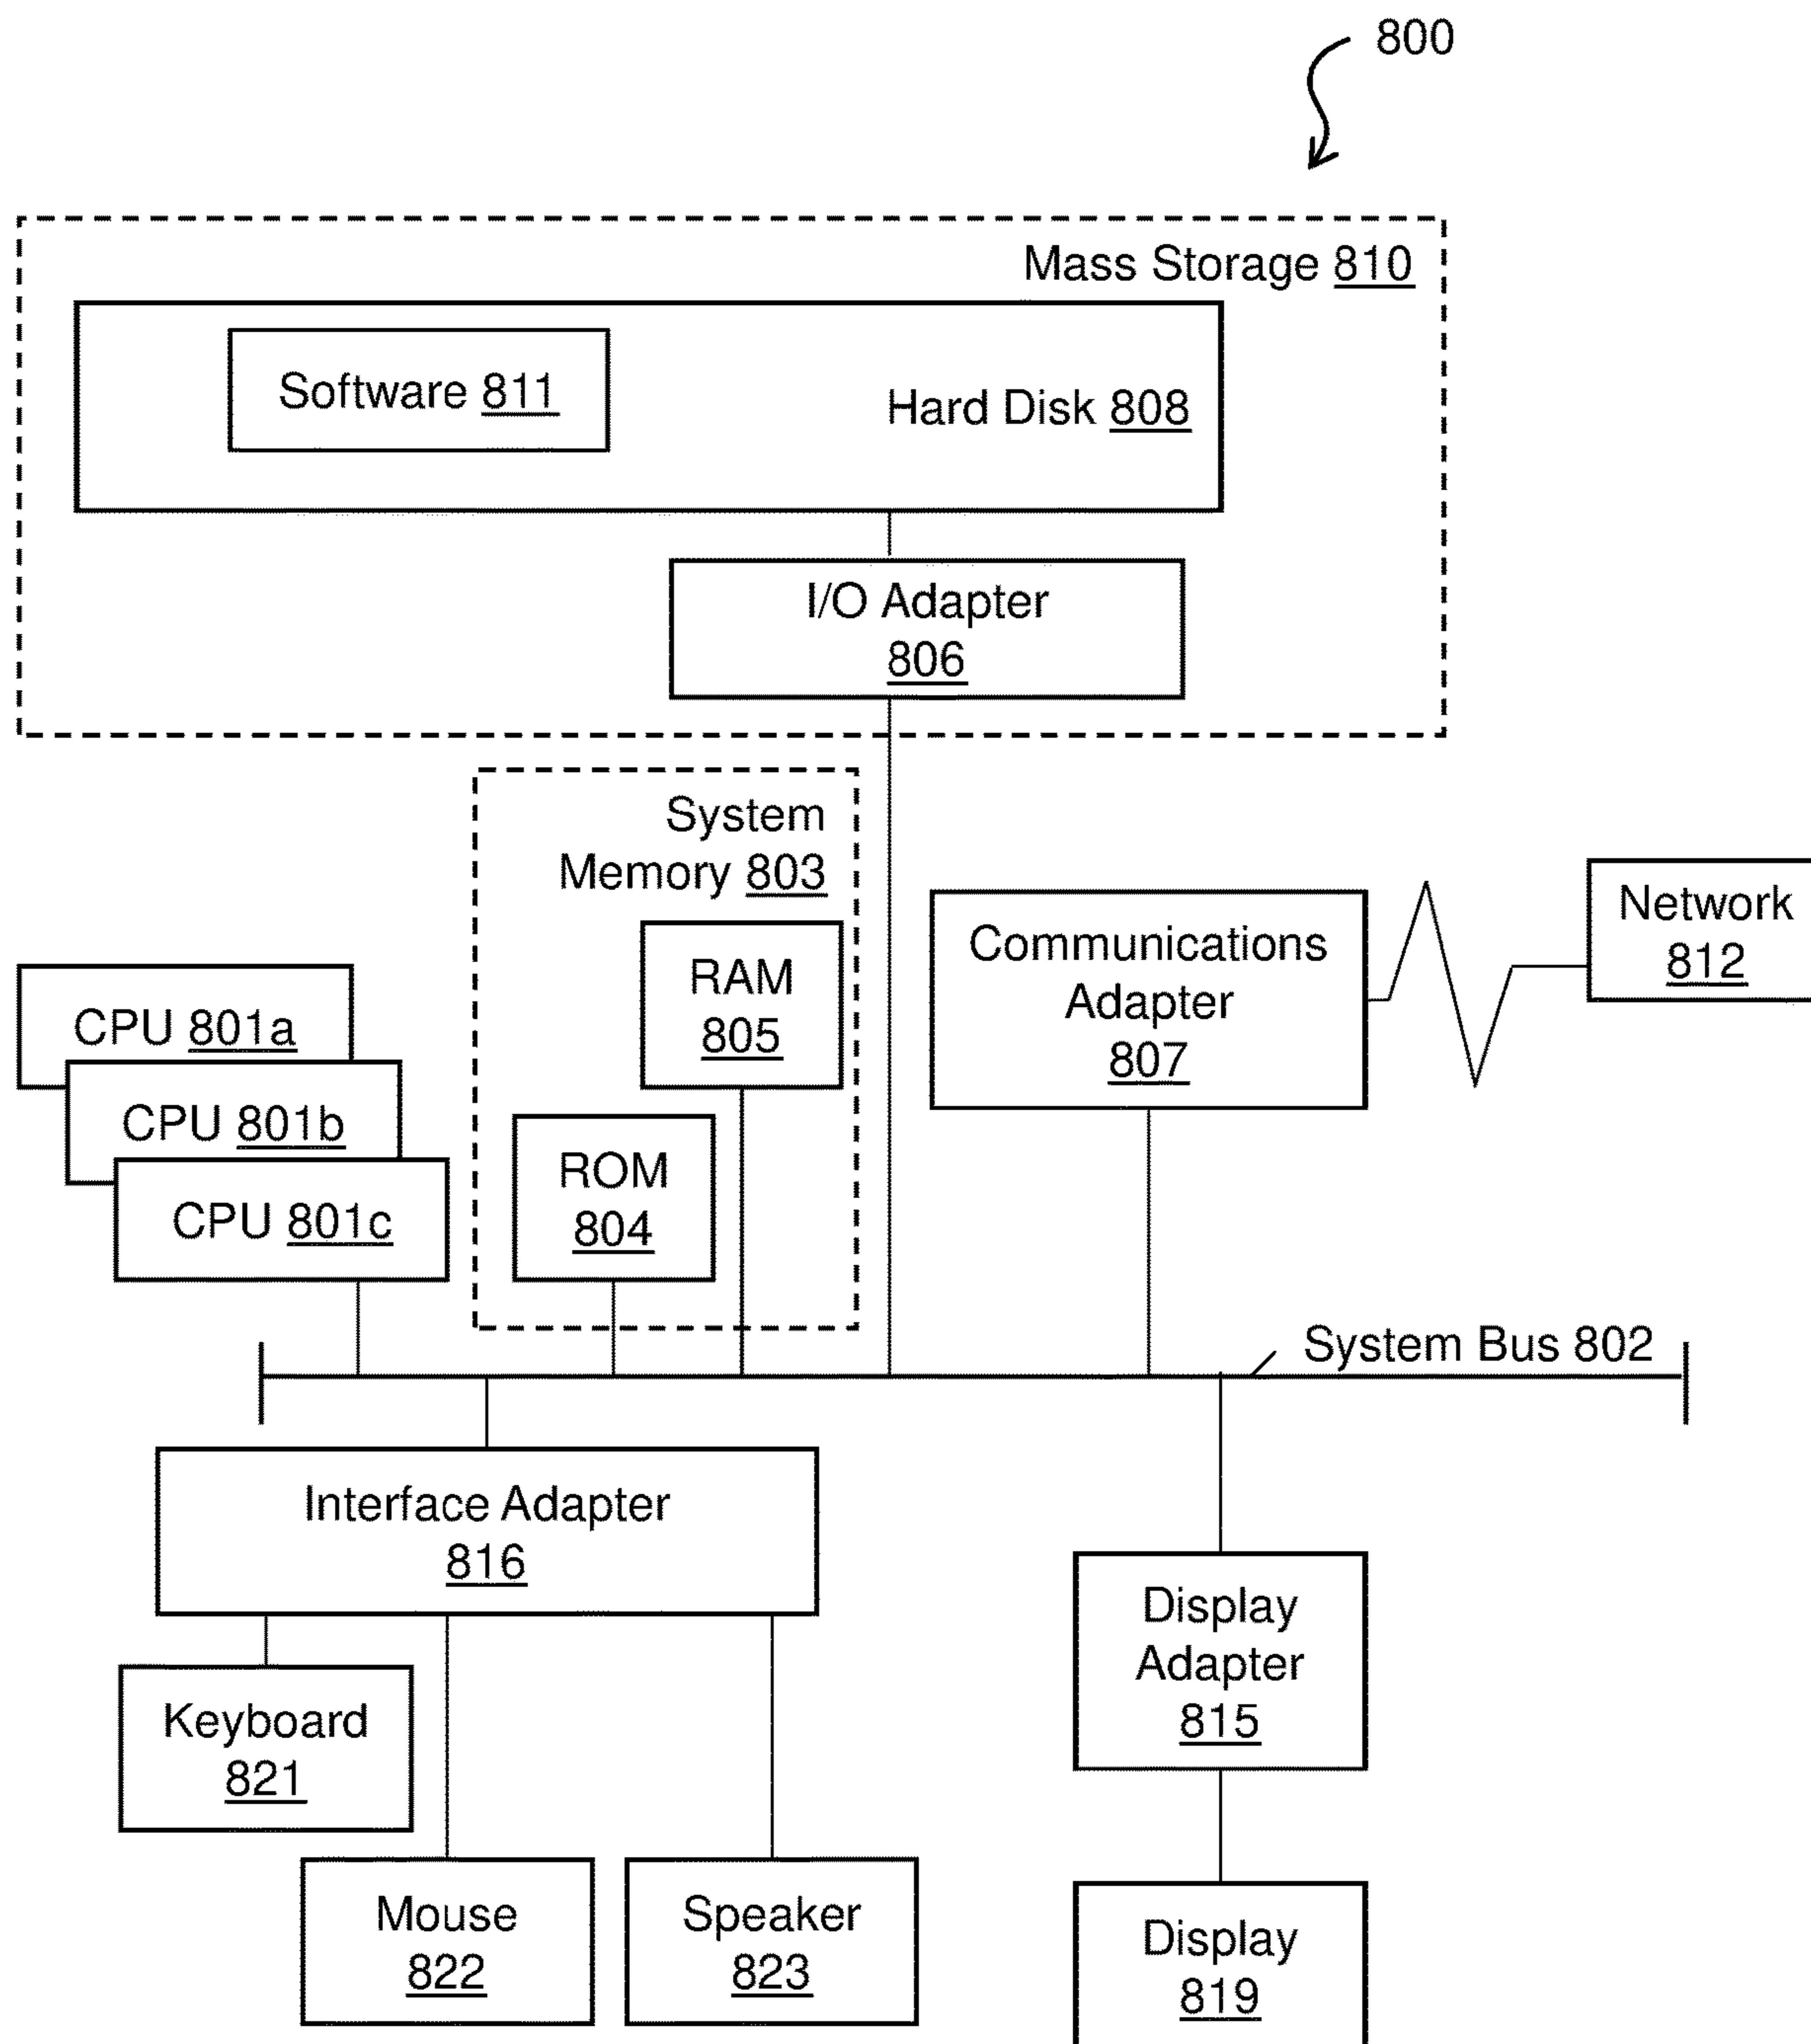 800
Mass Storage 810
Software 811
Hard Disk 808
I/O Adapter
806
System
Memory 803
RAM
805
ROM
804
CPU 801a
CPU 801b
CPU 801c
Communications
Adapter
807
Network
812
System Bus 802
Interface Adapter
816
Keyboard
821
Mouse
822
Speaker
823
Display
Adapter
815
Display
819